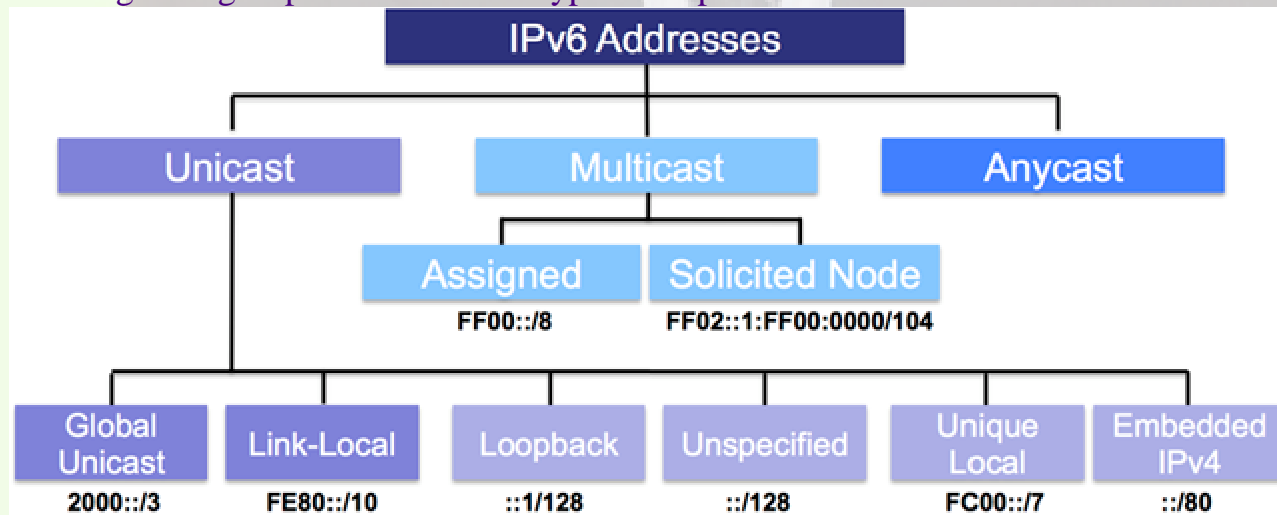 IPv6 Addresses
Unicast
Multicast
Anycast
Assigned
Solicited Node
FF00::/8
FF02::1:FF00:0000/104
Global
Unicast
Link-Local
Loopback
Unspecified
Unique
Local
Embedded
IPv4
2000::/3
FE80::/10
::1/128
::/128
FC00::/7
::/80